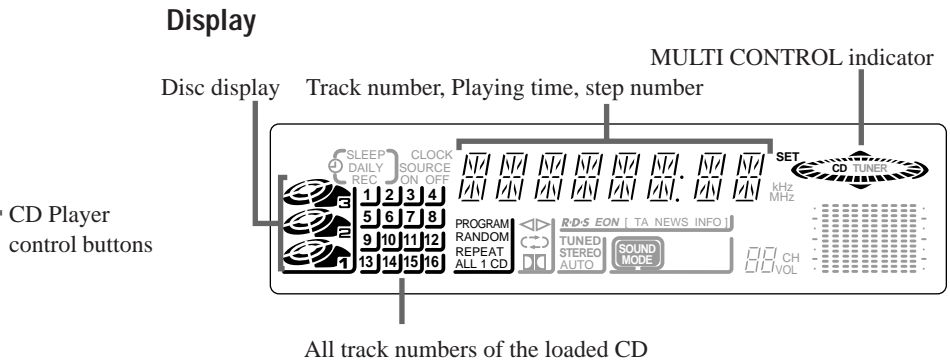 Display
MULTI CONTROL indicator
Disc display
Track number, Playing time, step number
CD Player
control buttons
SLEEP
DAILY
REC
CLOCK
SOURCE
ON OFF
SET
CD TUNER
kHz
MHz
3
2
1
1 2 3 4
5 6 7 8
9 10 11 12
13 14 15 16
PROGRAM
RANDOM
REPEAT
ALL 1 CD
R·D·S EON [ TA NEWS INFO ]
TUNED
STEREO
AUTO
SOUND
MODE
CH
VOL
All track numbers of the loaded CD